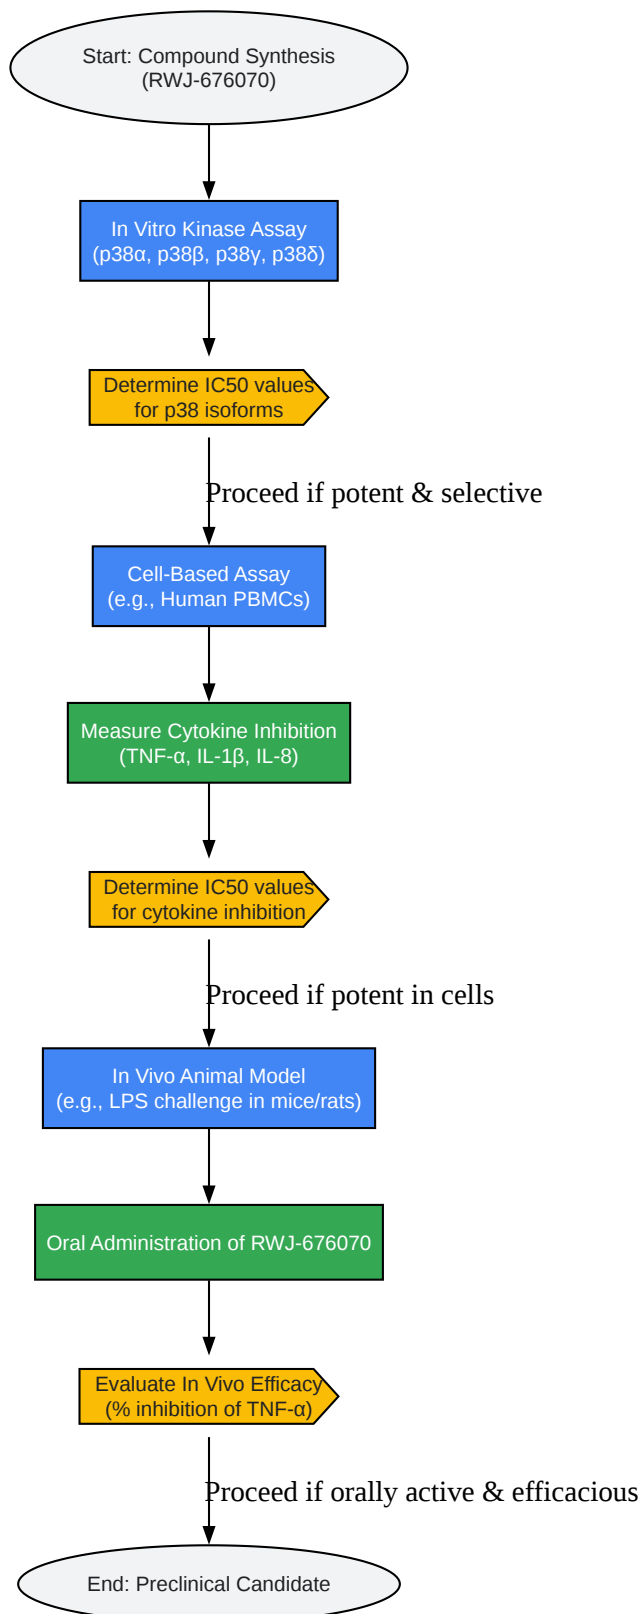 Start: Compound Synthesis
(RWJ-676070)
In Vitro Kinase Assay
(p38α, p38β, p38γ, p38δ)
Determine IC50 values
for p38 isoforms
Proceed if potent & selective
Cell-Based Assay
(e.g., Human PBMCs)
Measure Cytokine Inhibition
(TNF-α, IL-1β, IL-8)
Determine IC50 values
for cytokine inhibition
Proceed if potent in cells
In Vivo Animal Model
(e.g., LPS challenge in mice/rats)
Oral Administration of RWJ-676070
Evaluate In Vivo Efficacy
(% inhibition of TNF-α)
Proceed if orally active & efficacious
End: Preclinical Candidate